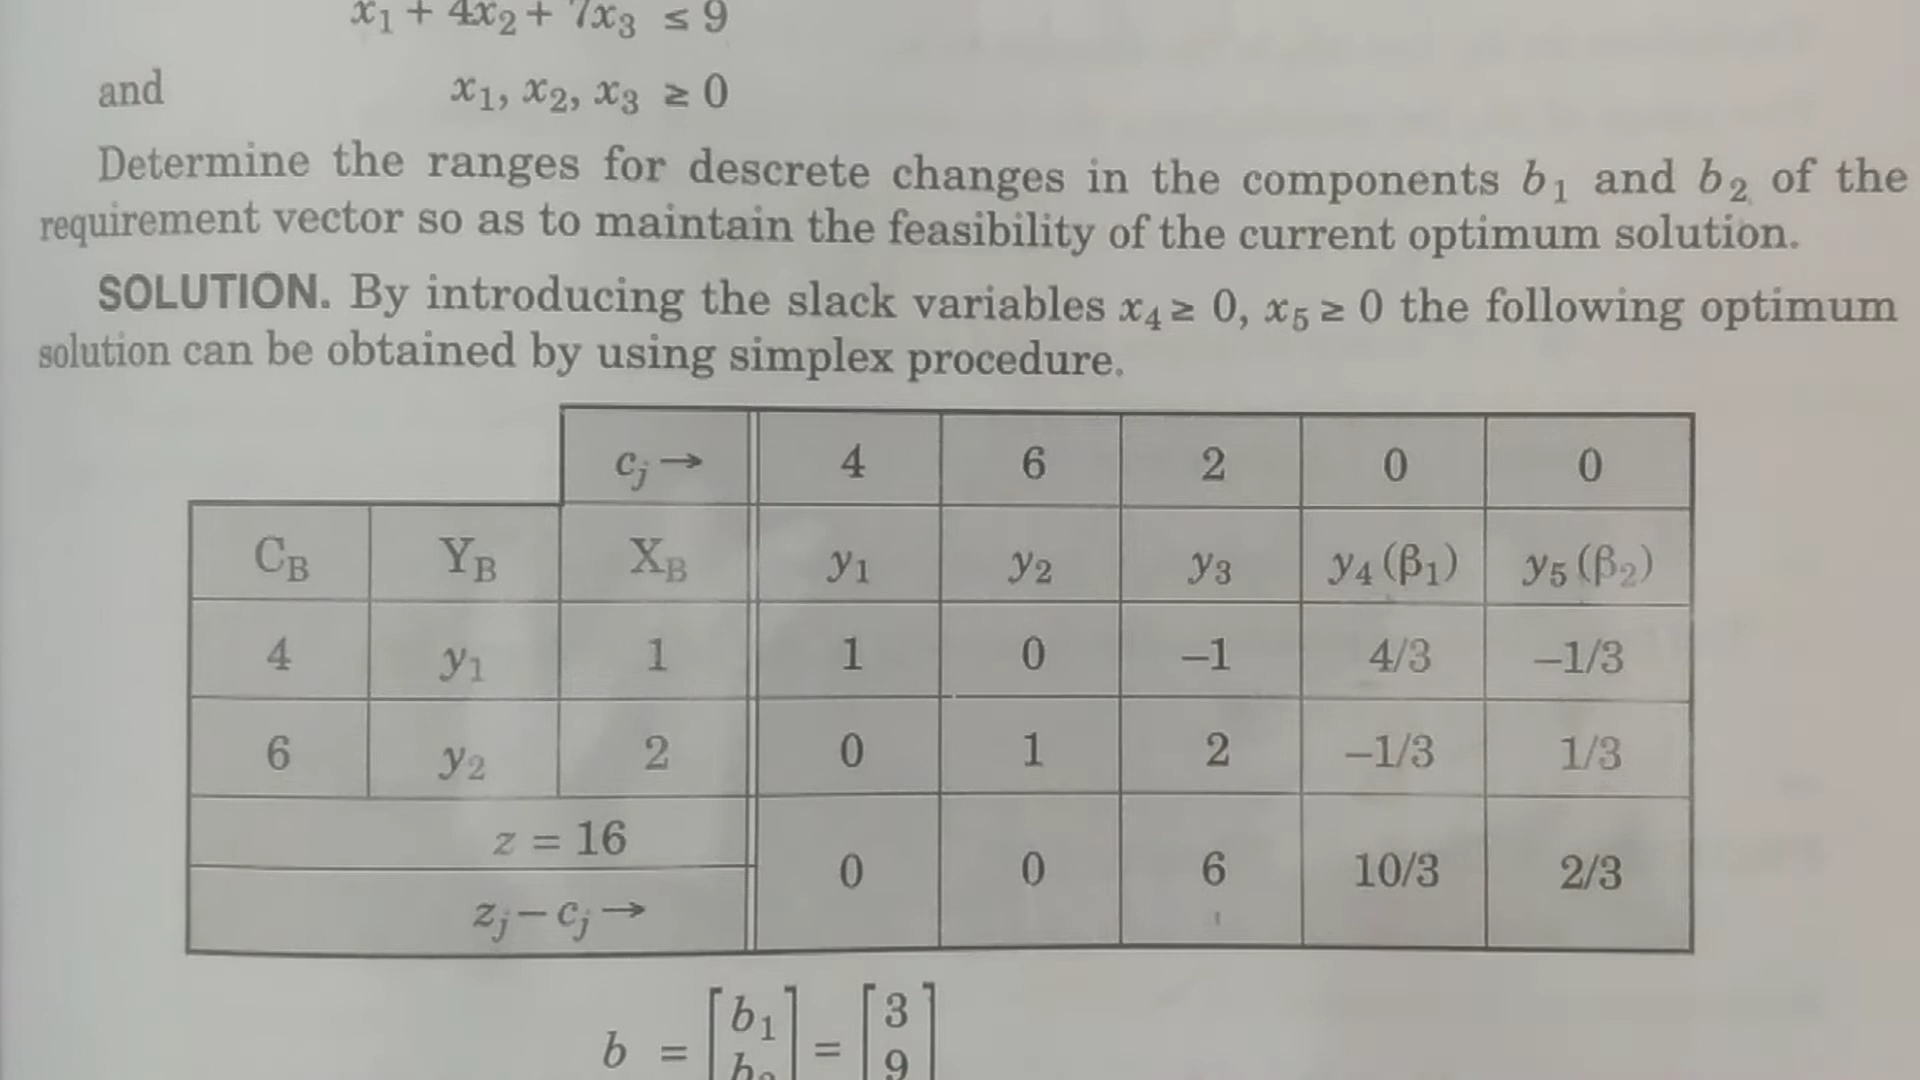 x₁ + 4x₂ + 7x₃ ≤ 9
and x₁, x₂, x₃ ≥ 0
Determine the ranges for descrete changes in the components b₁ and b₂ of the
requirement vector so as to maintain the feasibility of the current optimum solution.
SOLUTION. By introducing the slack variables x₄ ≥ 0, x₅ ≥ 0 the following optimum
solution can be obtained by using simplex procedure.
cⱼ → 4 6 2 0 0
C_B Y_B X_B y₁ y₂ y₃ y₄ (β₁) y₅ (β₂)
4 y₁ 1 1 0 –1 4/3 –1/3
6 y₂ 2 0 1 2 –1/3 1/3
z = 16
zⱼ – cⱼ → 0 0 6 10/3 2/3
b = [b₁ b₂] = [3 9]